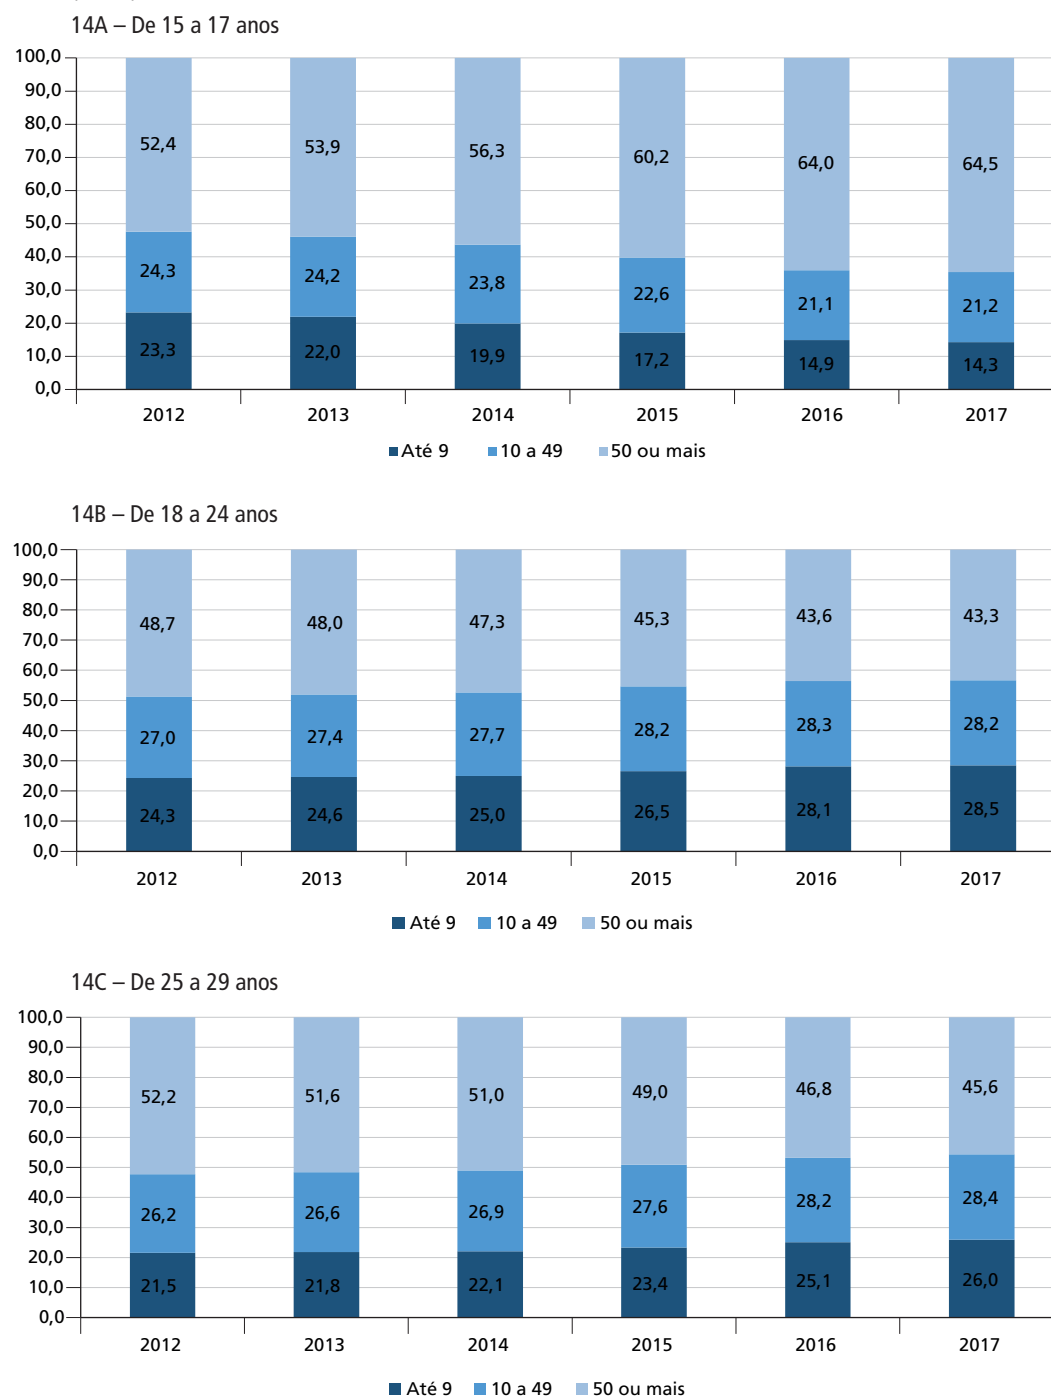 14A – De 15 a 17 anos
100,0
90,0
80,0
70,0
60,0
50,0
40,0
30,0
20,0
10,0
0,0
52,4 53,9 56,3 60,2 64,0 64,5
24,3 24,2 23,8 22,6 21,1 21,2
23,3 22,0 19,9 17,2 14,9 14,3
2012 2013 2014 2015 2016 2017
Até 9 10 a 49 50 ou mais
14B – De 18 a 24 anos
100,0
90,0
80,0
70,0
60,0
50,0
40,0
30,0
20,0
10,0
0,0
48,7 48,0 47,3 45,3 43,6 43,3
27,0 27,4 27,7 28,2 28,3 28,2
24,3 24,6 25,0 26,5 28,1 28,5
2012 2013 2014 2015 2016 2017
Até 9 10 a 49 50 ou mais
14C – De 25 a 29 anos
100,0
90,0
80,0
70,0
60,0
50,0
40,0
30,0
20,0
10,0
0,0
52,2 51,6 51,0 49,0 46,8 45,6
26,2 26,6 26,9 27,6 28,2 28,4
21,5 21,8 22,1 23,4 25,1 26,0
2012 2013 2014 2015 2016 2017
Até 9 10 a 49 50 ou mais